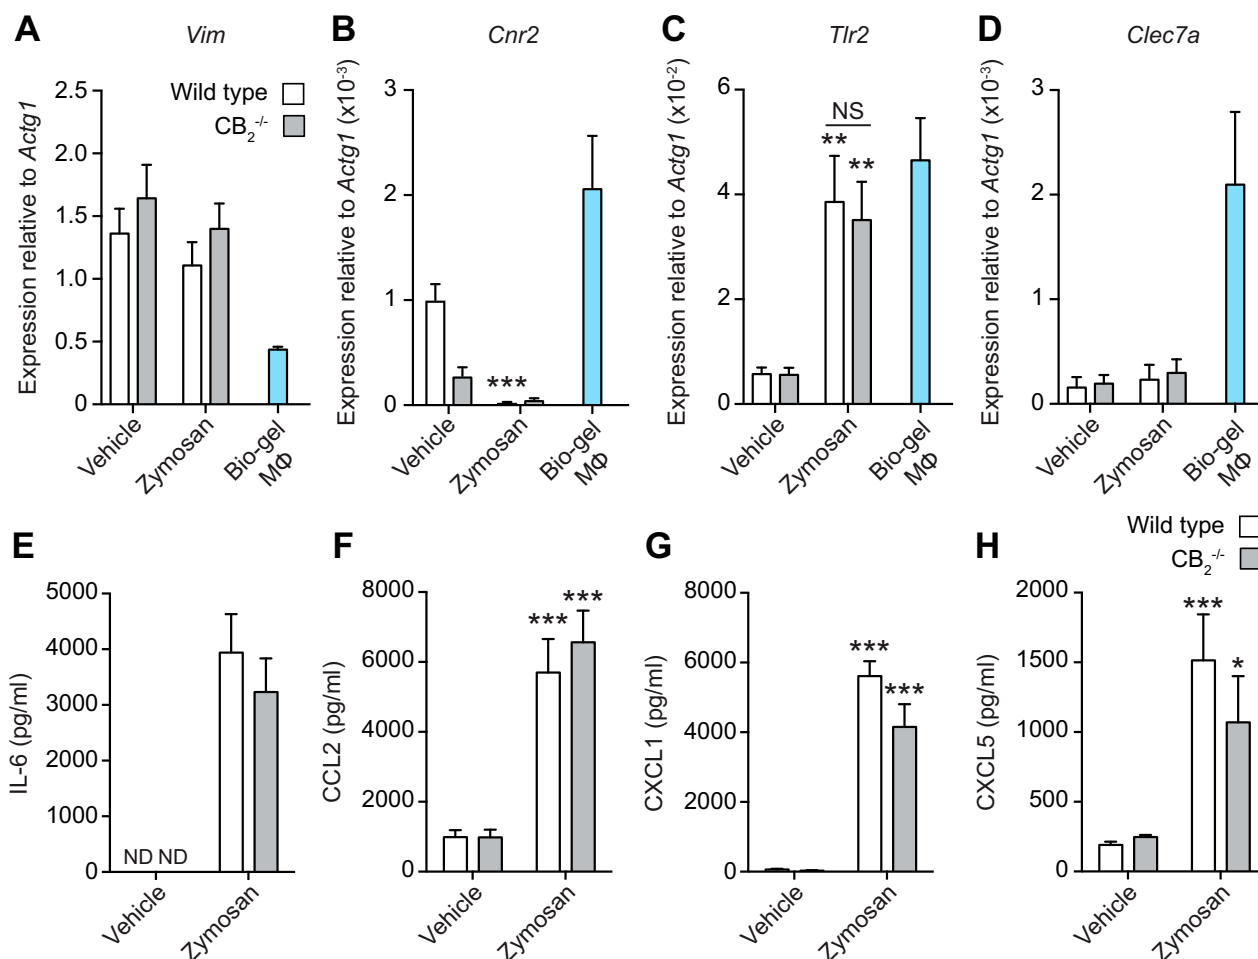 A
Vim
Expression relative to Actg1
2.5
2.0
1.5
1.0
0.5
0
Wild type
CB2-/-
Vehicle
Zymosan
Bio-gel
MΦ
B
Cnr2
Expression relative to Actg1 (x10-3)
3
2
1
0
***
Vehicle
Zymosan
Bio-gel
MΦ
C
Tlr2
Expression relative to Actg1 (x10-2)
6
4
2
0
NS
**
**
Vehicle
Zymosan
Bio-gel
MΦ
D
Clec7a
Expression relative to Actg1 (x10-3)
3
2
1
0
Vehicle
Zymosan
Bio-gel
MΦ
Wild type
CB2-/-
E
IL-6 (pg/ml)
5000
4000
3000
2000
1000
0
ND ND
Vehicle
Zymosan
F
CCL2 (pg/ml)
8000
6000
4000
2000
0
***
***
Vehicle
Zymosan
G
CXCL1 (pg/ml)
8000
6000
4000
2000
0
***
***
Vehicle
Zymosan
H
CXCL5 (pg/ml)
2000
1500
1000
500
0
***
*
Vehicle
Zymosan